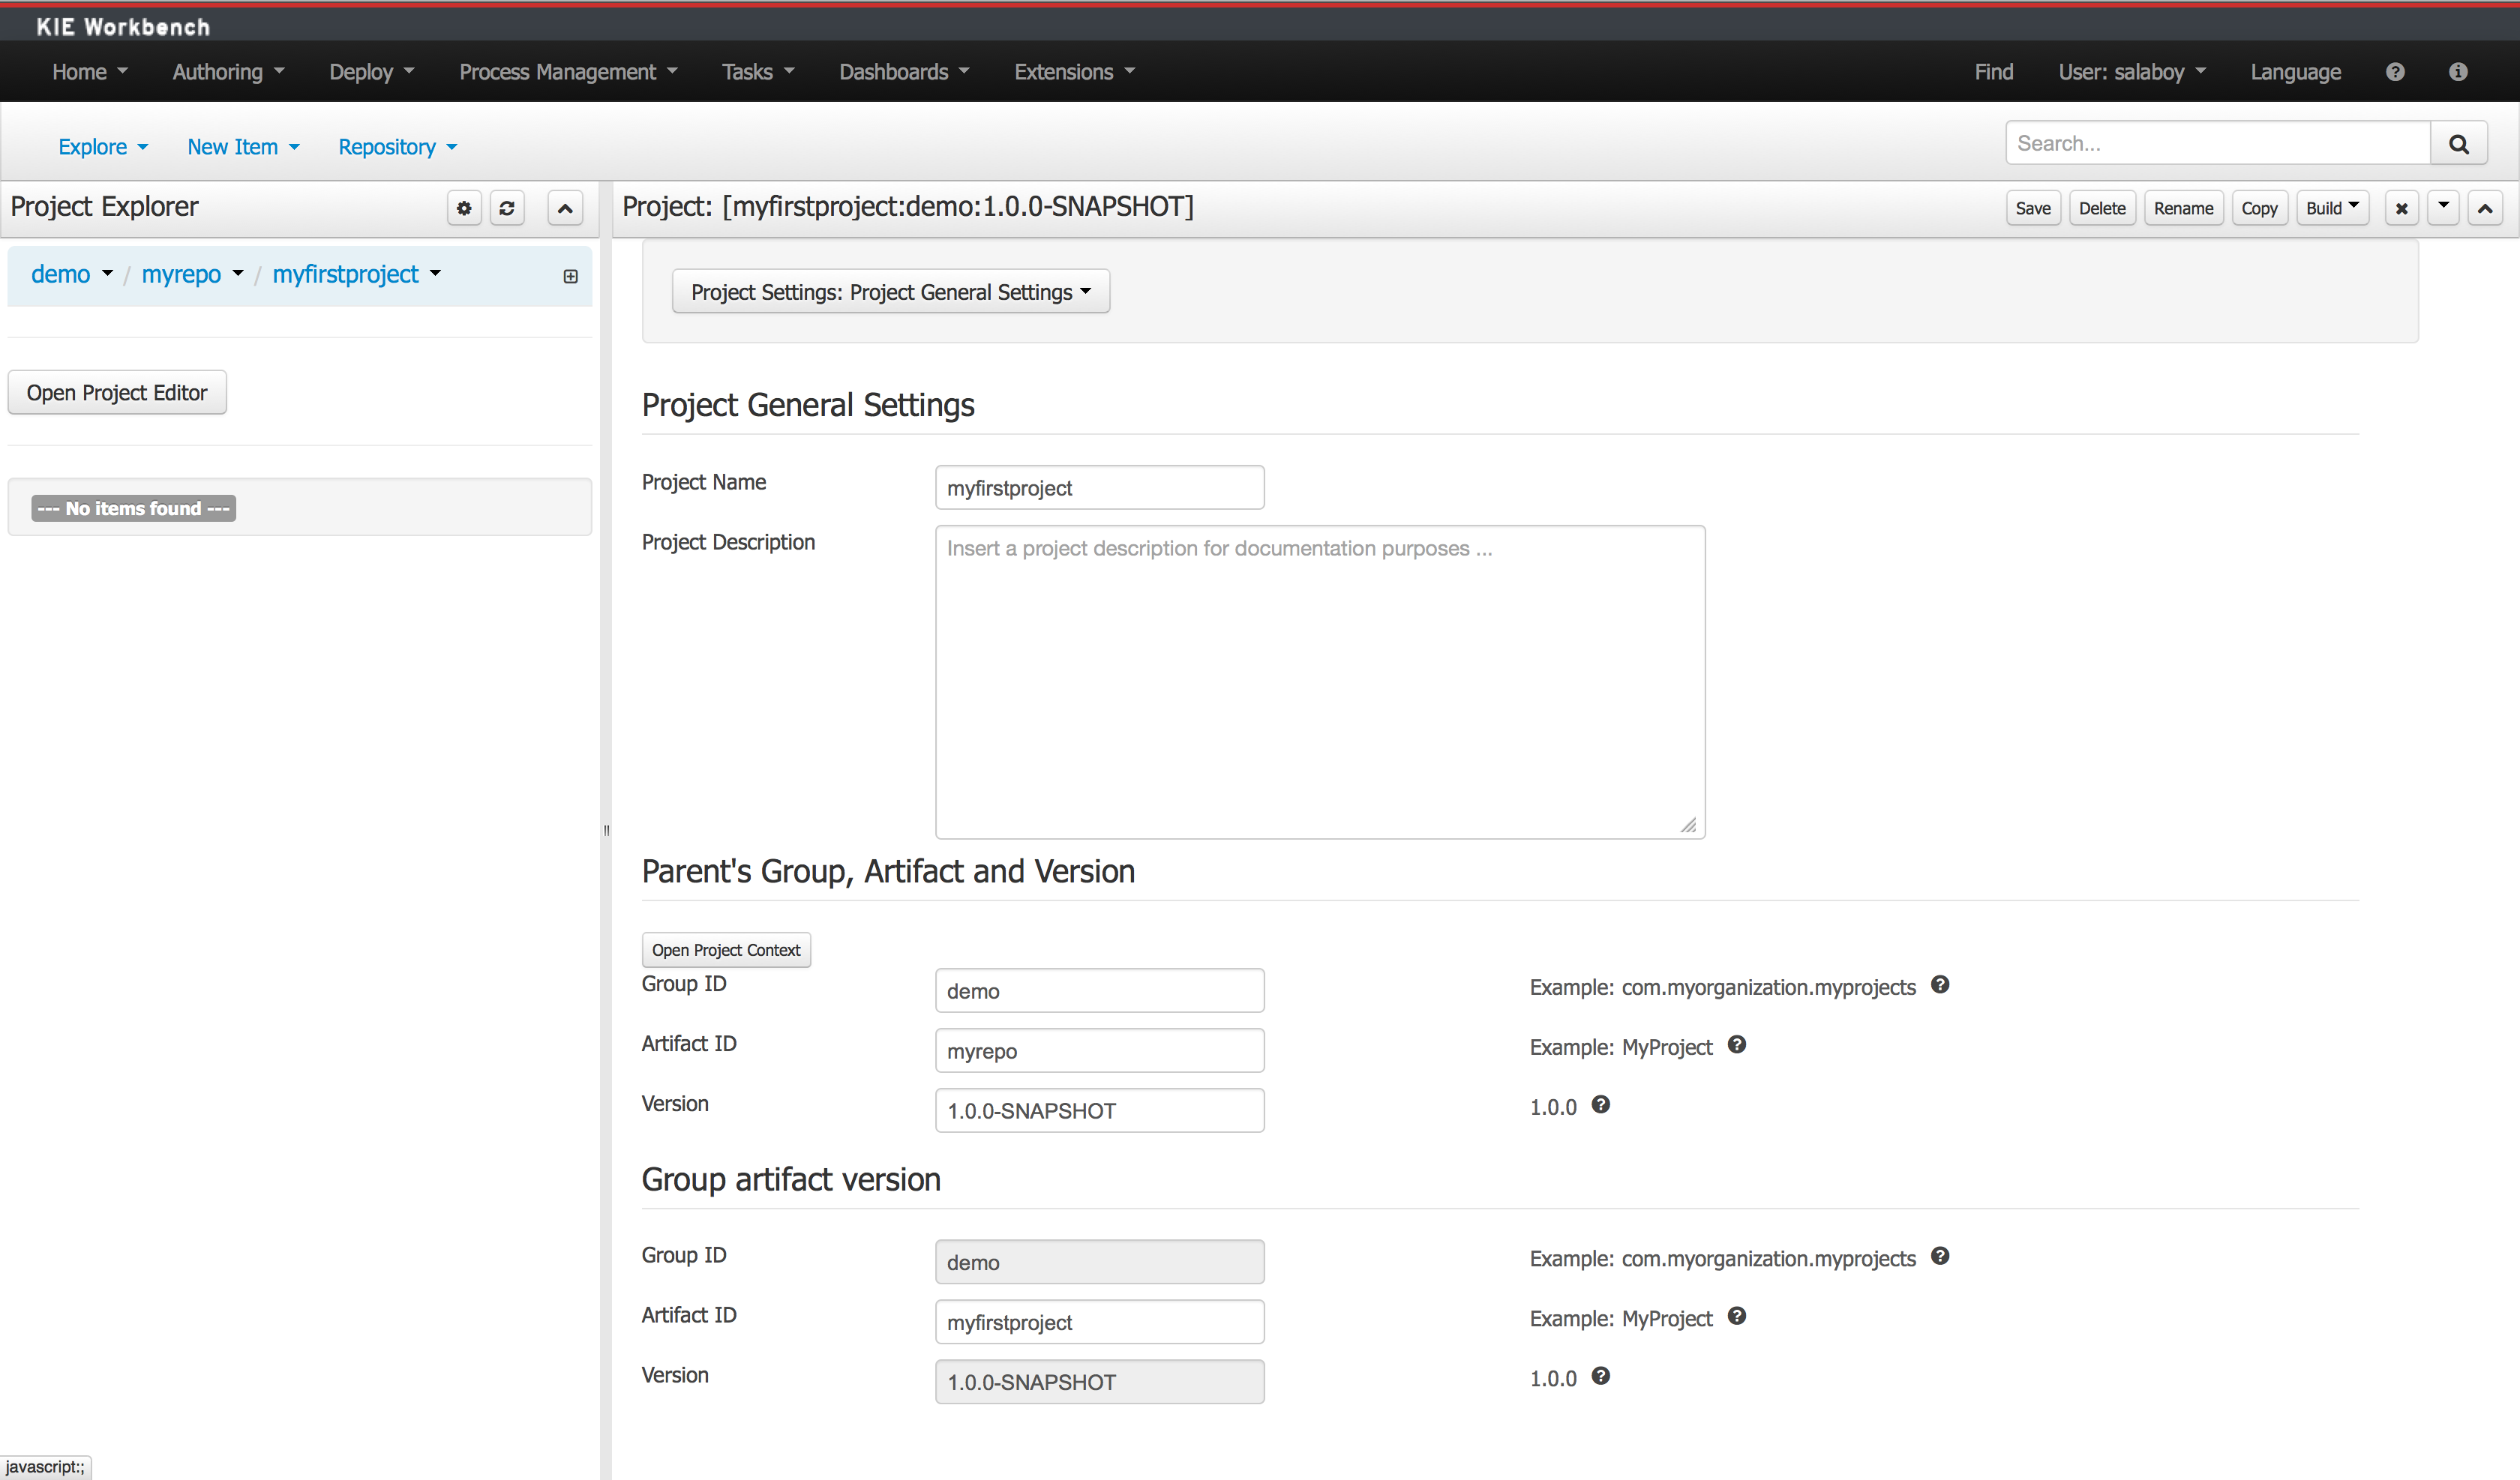 KIE Workbench
Home Authoring Deploy Process Management Tasks Dashboards Extensions Find User: salaboy Language
Explore New Item Repository Search...
Project Explorer
Project: [myfirstproject:demo:1.0.0-SNAPSHOT] Save Delete Rename Copy Build
demo / myrepo / myfirstproject
Project Settings: Project General Settings
Open Project Editor
--- No items found ---
Project General Settings
Project Name myfirstproject
Project Description Insert a project description for documentation purposes ...
Parent's Group, Artifact and Version
Open Project Context
Group ID demo Example: com.myorganization.myprojects
Artifact ID myrepo Example: MyProject
Version 1.0.0-SNAPSHOT 1.0.0
Group artifact version
Group ID demo Example: com.myorganization.myprojects
Artifact ID myfirstproject Example: MyProject
Version 1.0.0-SNAPSHOT 1.0.0
javascript:;